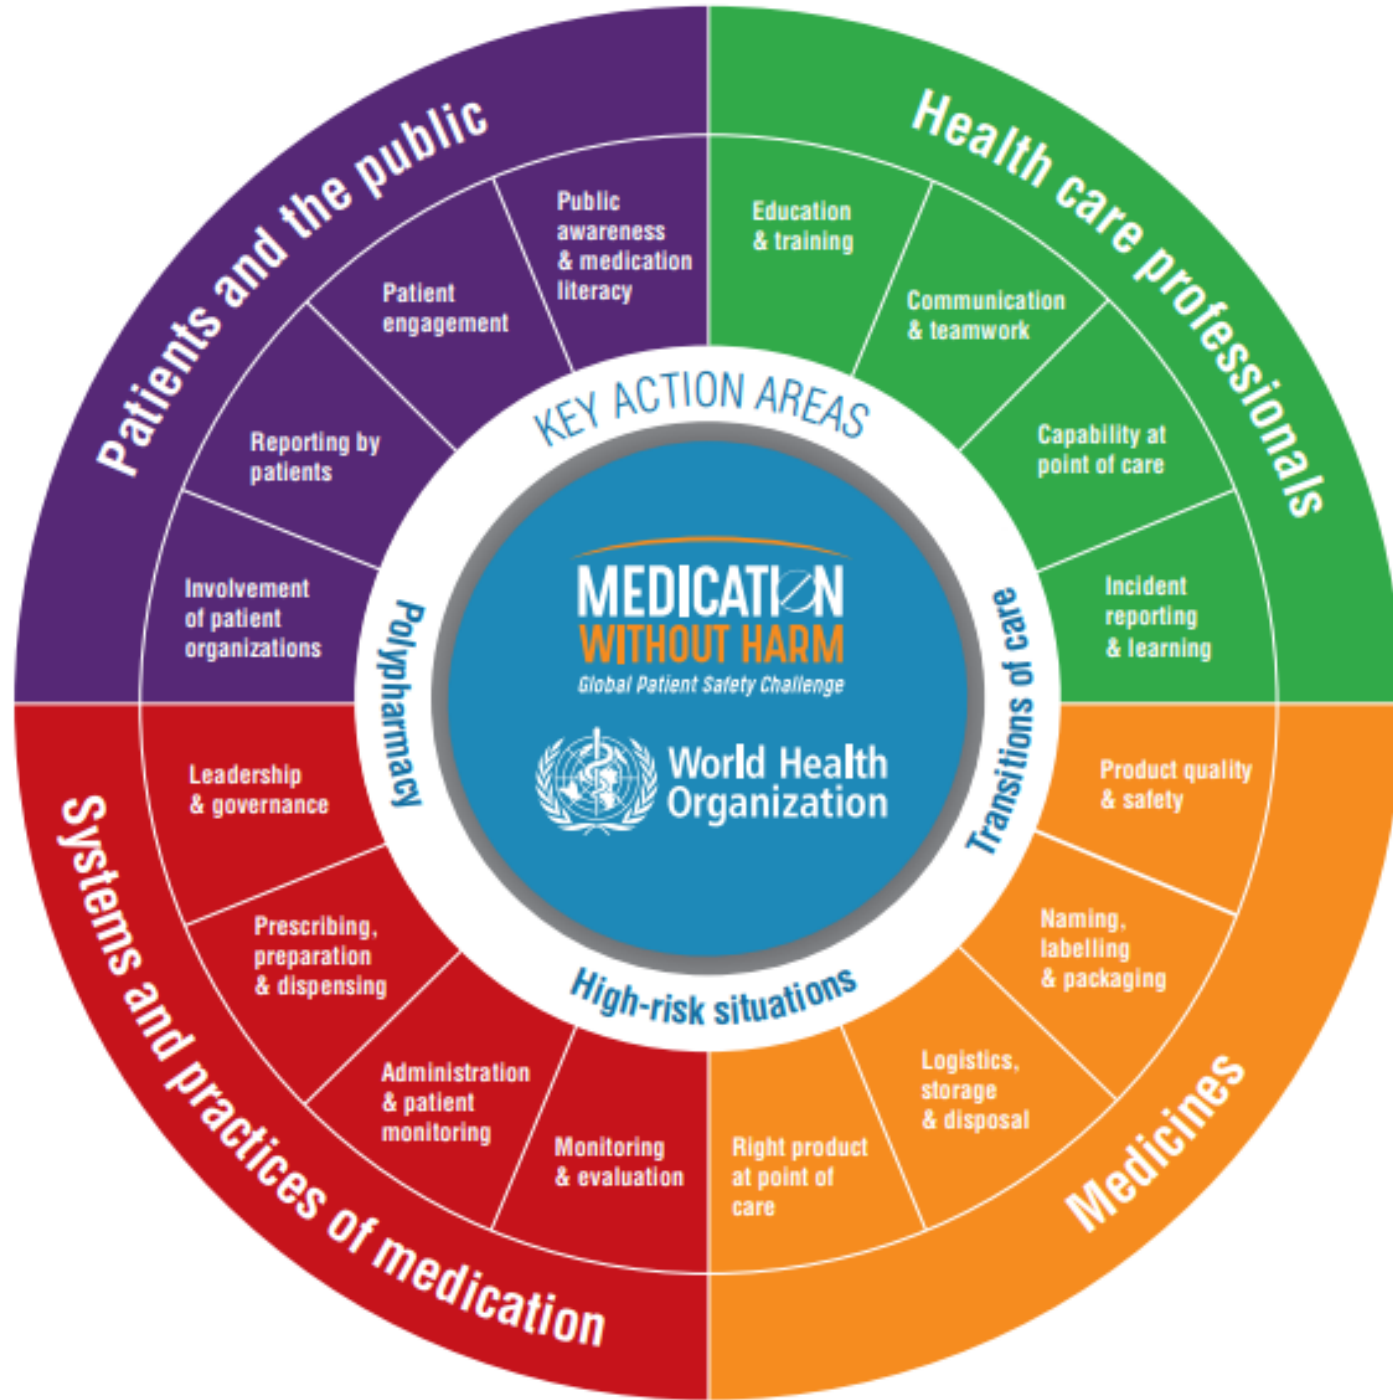 Patients and the public
Public
awareness
& medication
literacy
Patient
engagement
Reporting by
patients
Involvement
of patient
organizations
Health care professionals
Education
& training
Communication
& teamwork
Capability at
point of care
Incident
reporting
& learning
KEY ACTION AREAS
Polypharmacy
Transitions of care
High-risk situations
MEDICATION
WITHOUT HARM
Global Patient Safety Challenge
World Health
Organization
Systems and practices of medication
Leadership
& governance
Prescribing,
preparation
& dispensing
Administration
& patient
monitoring
Monitoring
& evaluation
Medicines
Product quality
& safety
Naming,
labelling
& packaging
Logistics,
storage
& disposal
Right product
at point of
care